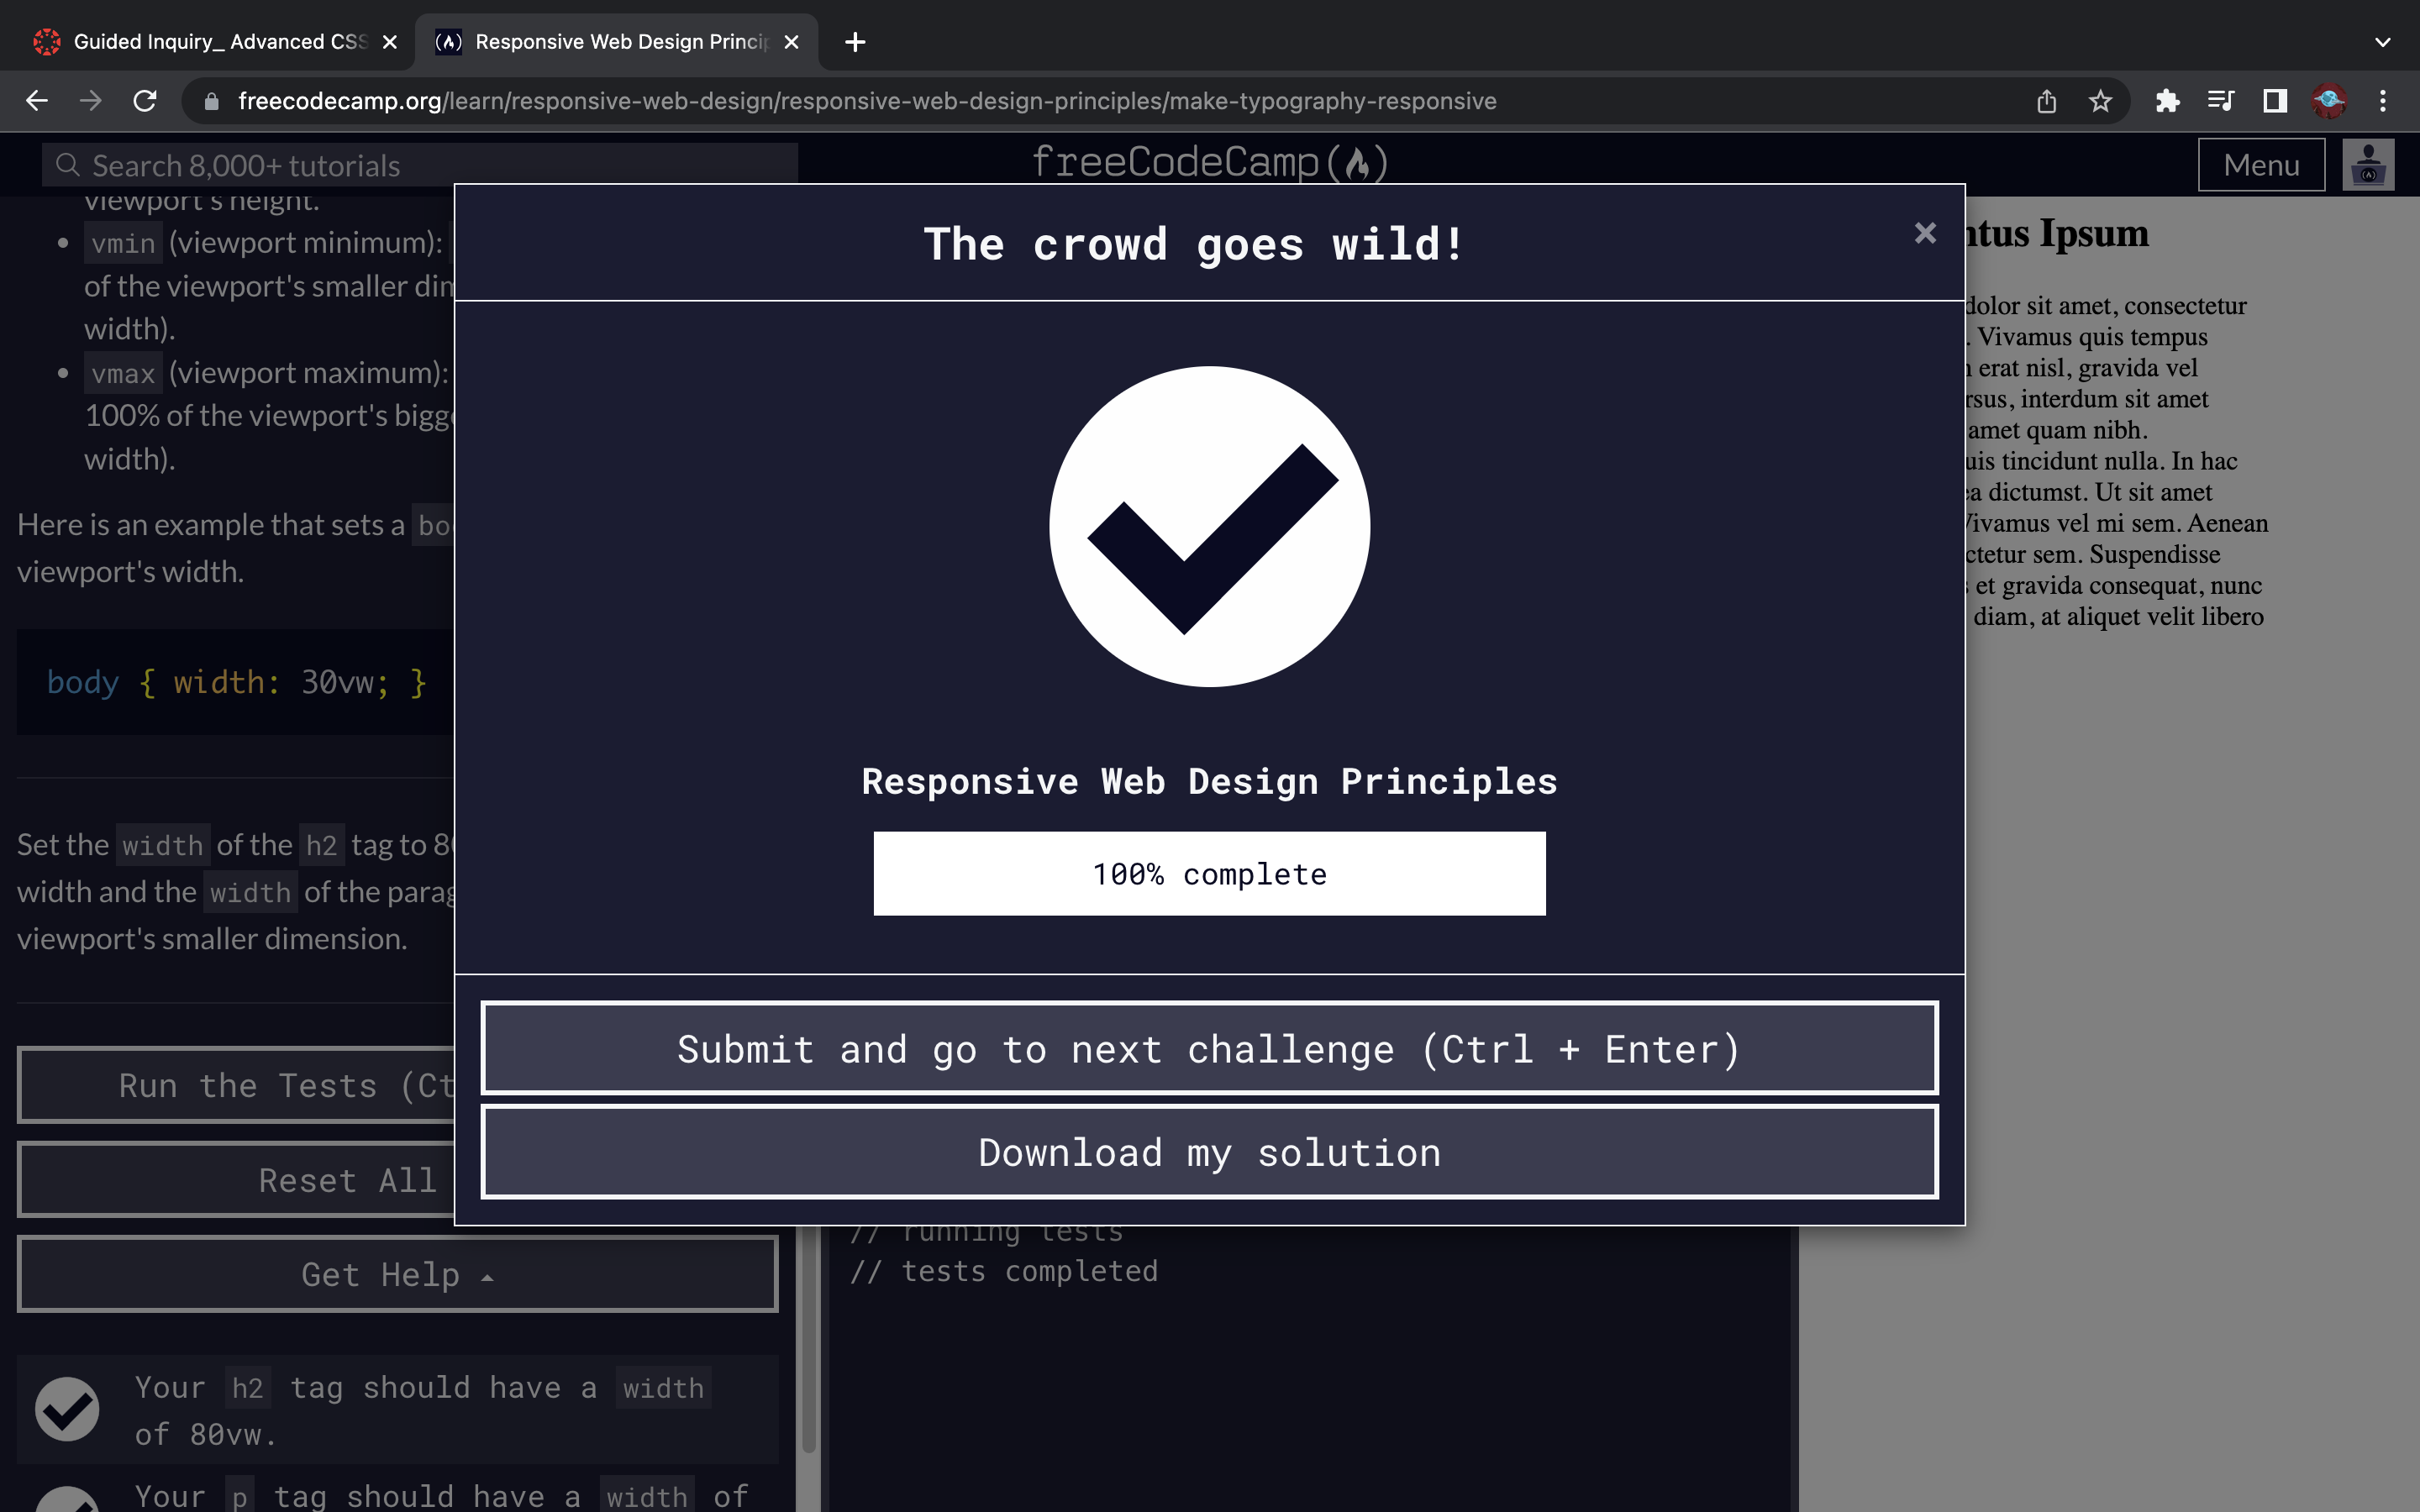 Guided Inquiry_ Advanced CSS
Responsive Web Design Princip
freecodecamp.org/learn/responsive-web-design/responsive-web-design-principles/make-typography-responsive
Search 8,000+ tutorials
freeCodeCamp(🔥)
Menu
viewport's height.
vmin (viewport minimum):
of the viewport's smaller dim
width).
vmax (viewport maximum):
100% of the viewport's bigge
width).
Here is an example that sets a bo
viewport's width.
body { width: 30vw; }
Set the width of the h2 tag to 80
width and the width of the parag
viewport's smaller dimension.
Run the Tests (Ct
Reset All
Get Help
Your h2 tag should have a width
of 80vw.
Your p tag should have a width of
The crowd goes wild!
×
Responsive Web Design Principles
100% complete
Submit and go to next challenge (Ctrl + Enter)
Download my solution
// running tests
// tests completed
ntus Ipsum
dolor sit amet, consectetur
. Vivamus quis tempus
erat nisl, gravida vel
rsus, interdum sit amet
amet quam nibh.
uis tincidunt nulla. In hac
ea dictumst. Ut sit amet
Vivamus vel mi sem. Aenean
ctetur sem. Suspendisse
et gravida consequat, nunc
diam, at aliquet velit libero